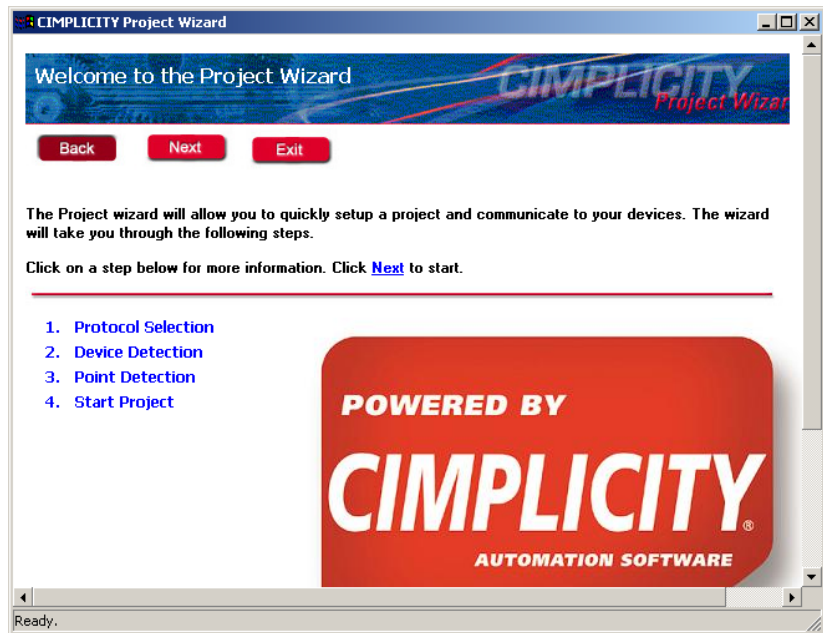 CIMPLICITY Project Wizard
Welcome to the Project Wizard
CIMPLICITY
Project Wizar
Back
Next
Exit
The Project wizard will allow you to quickly setup a project and communicate to your devices. The wizard
will take you through the following steps.
Click on a step below for more information. Click Next to start.
1. Protocol Selection
2. Device Detection
3. Point Detection
4. Start Project
POWERED BY
CIMPLICITY®
AUTOMATION SOFTWARE
Ready.